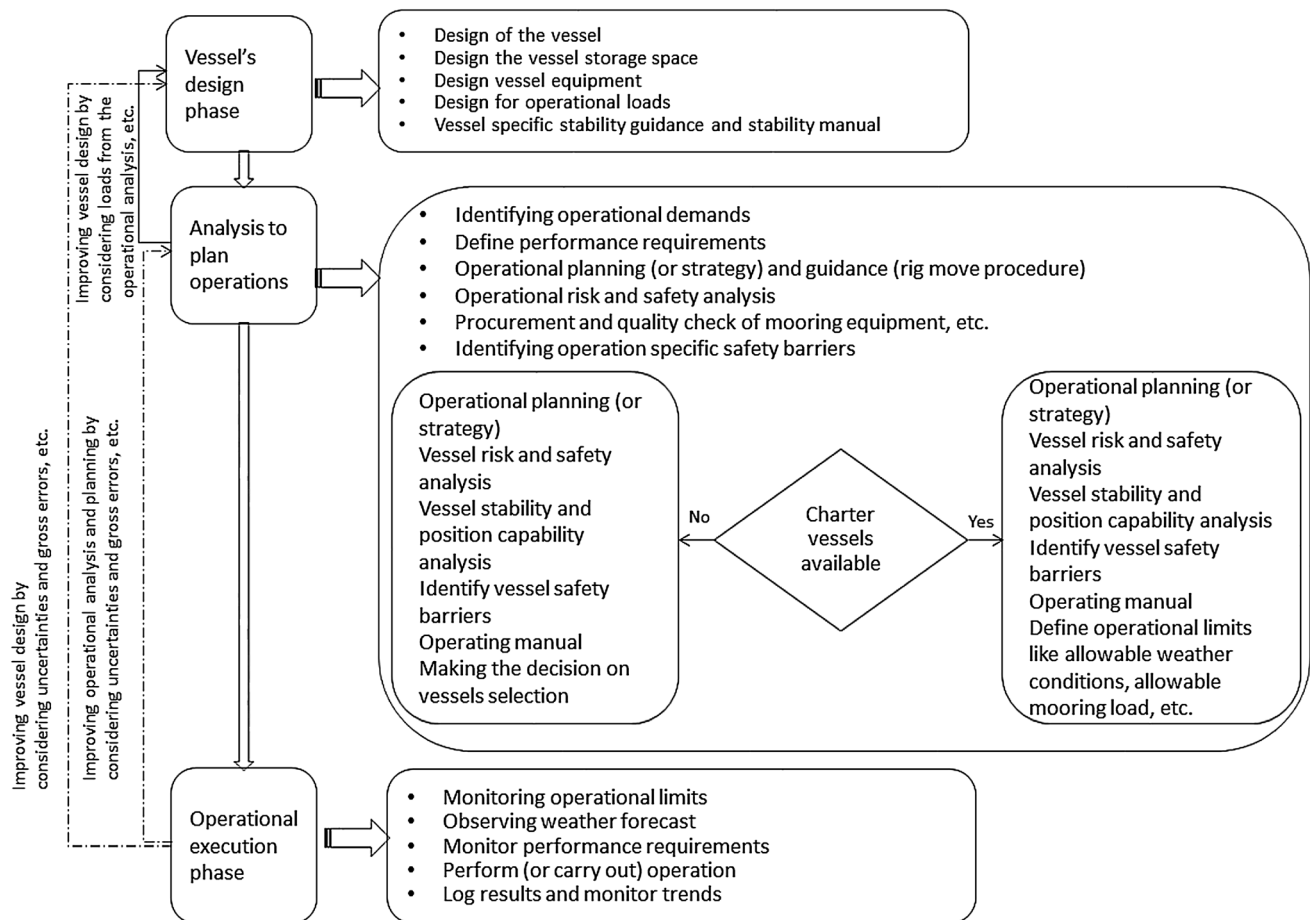 Vessel's
design
phase
• Design of the vessel
• Design the vessel storage space
• Design vessel equipment
• Design for operational loads
• Vessel specific stability guidance and stability manual
Improving vessel design by
considering loads from the
operational analysis, etc.
Analysis to
plan
operations
• Identifying operational demands
• Define performance requirements
• Operational planning (or strategy) and guidance (rig move procedure)
• Operational risk and safety analysis
• Procurement and quality check of mooring equipment, etc.
• Identifying operation specific safety barriers
Operational planning (or
strategy)
Vessel risk and safety
analysis
Vessel stability and
position capability
analysis
Identify vessel safety
barriers
Operating manual
Making the decision on
vessels selection
No
Charter
vessels
available
Yes
Operational planning (or
strategy)
Vessel risk and safety
analysis
Vessel stability and
position capability analysis
Identify vessel safety
barriers
Operating manual
Define operational limits
like allowable weather
conditions, allowable
mooring load, etc.
Improving vessel design by
considering uncertainties and gross errors, etc.
Improving operational analysis and planning by
considering uncertainties and gross errors, etc.
Operational
execution
phase
• Monitoring operational limits
• Observing weather forecast
• Monitor performance requirements
• Perform (or carry out) operation
• Log results and monitor trends